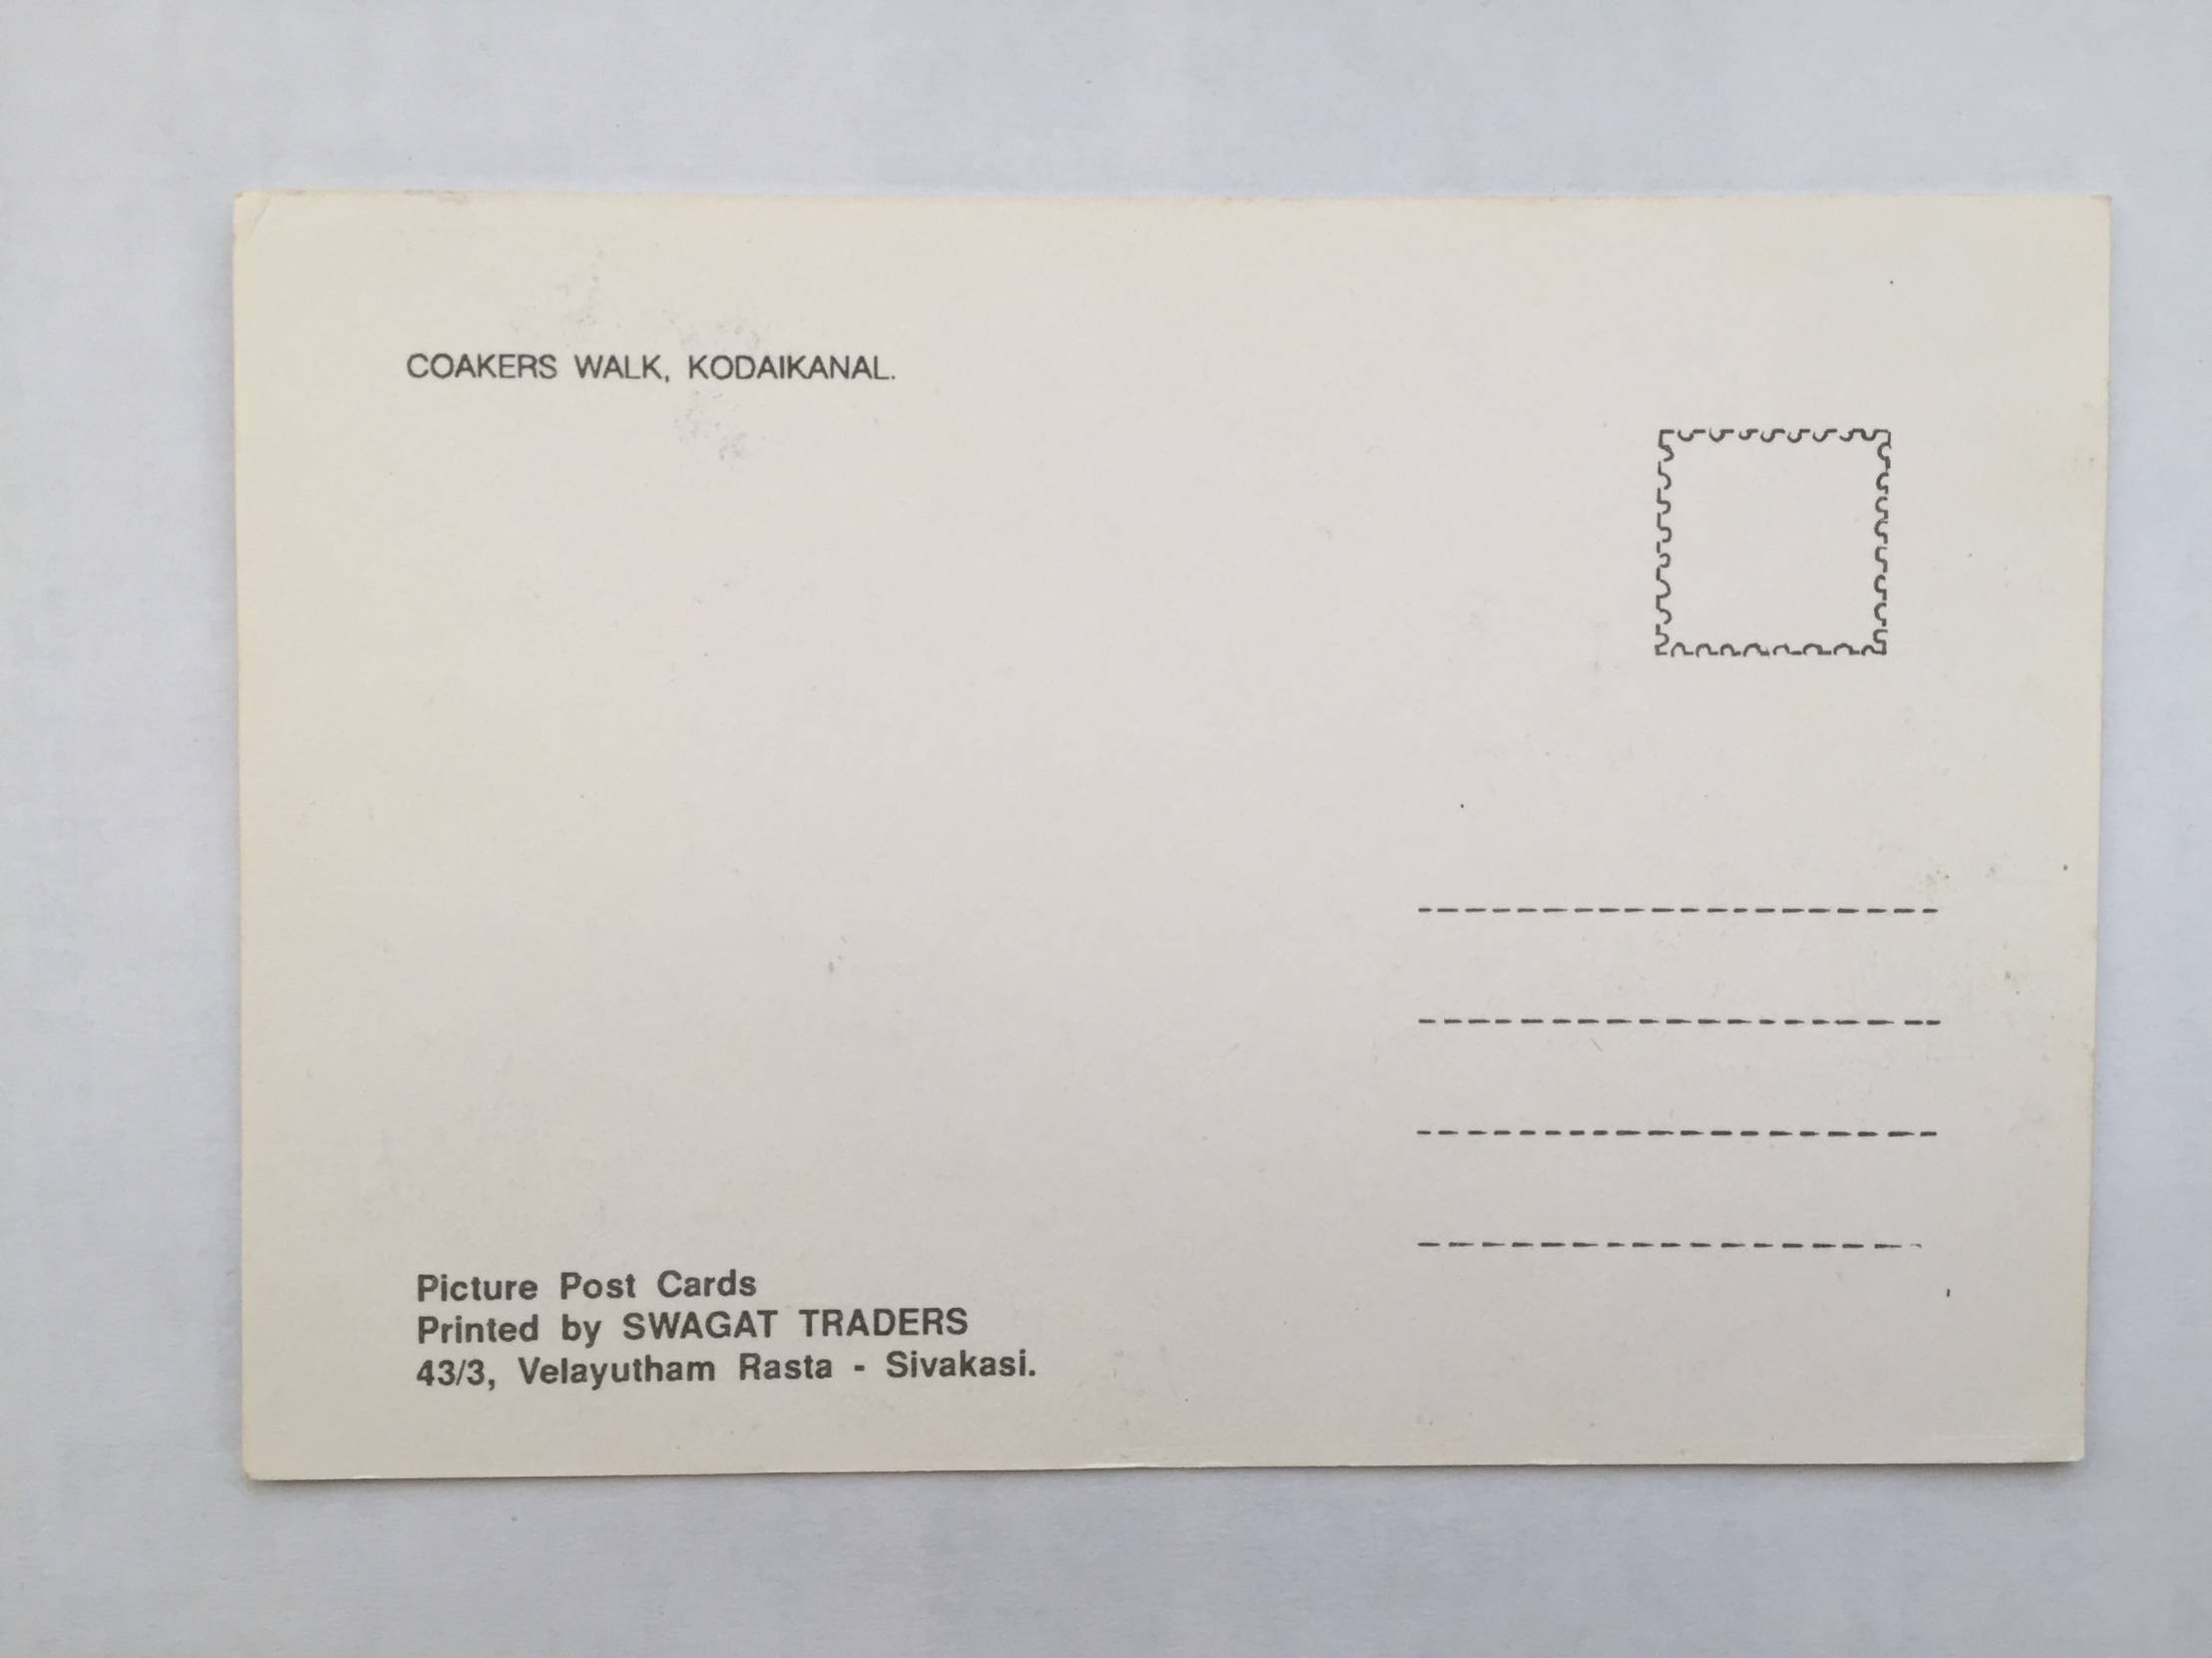 COAKERS WALK, KODAIKANAL.
Picture Post Cards
Printed by SWAGAT TRADERS
43/3, Velayutham Rasta - Sivakasi.